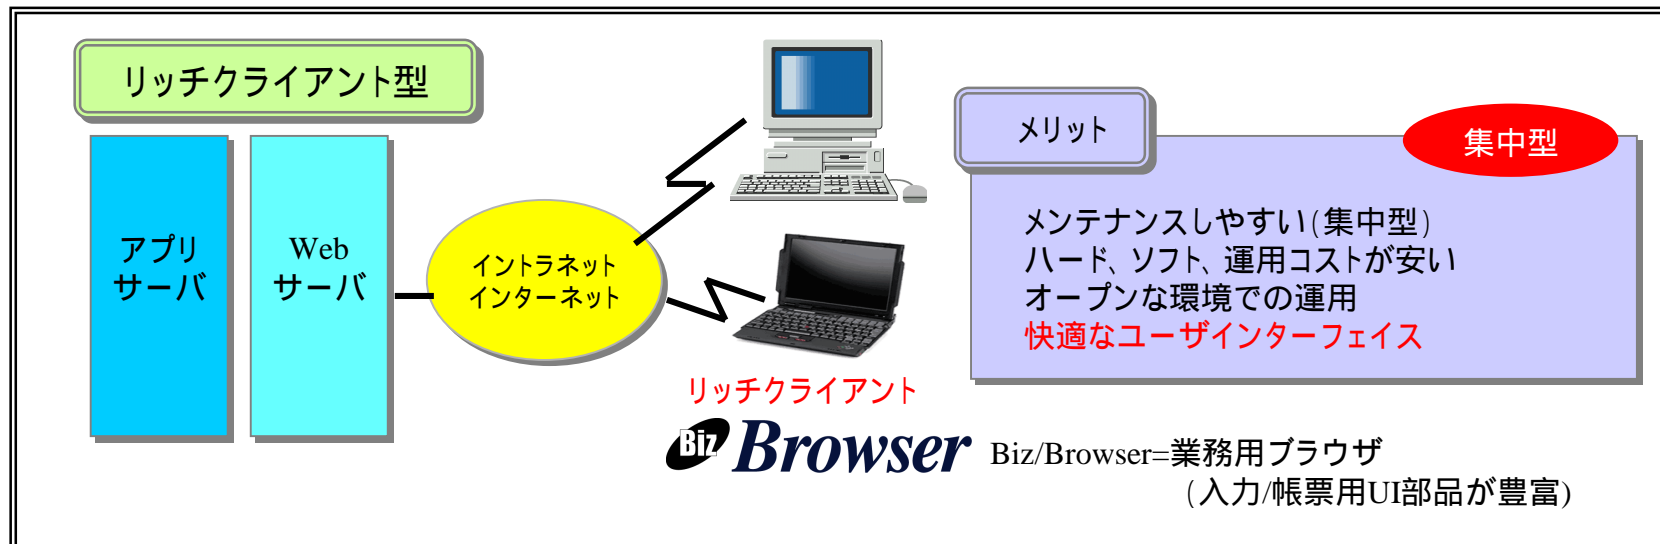 リッチクライアント型
アプリ
サーバ
Web
サーバ
イントラネット
インターネット
リッチクライアント
Biz Browser
Biz/Browser=業務用ブラウザ
(入力/帳票用UI部品が豊富)
メリット
集中型
メンテナンスしやすい(集中型)
ハード、ソフト、運用コストが安い
オープンな環境での運用
快適なユーザインターフェイス